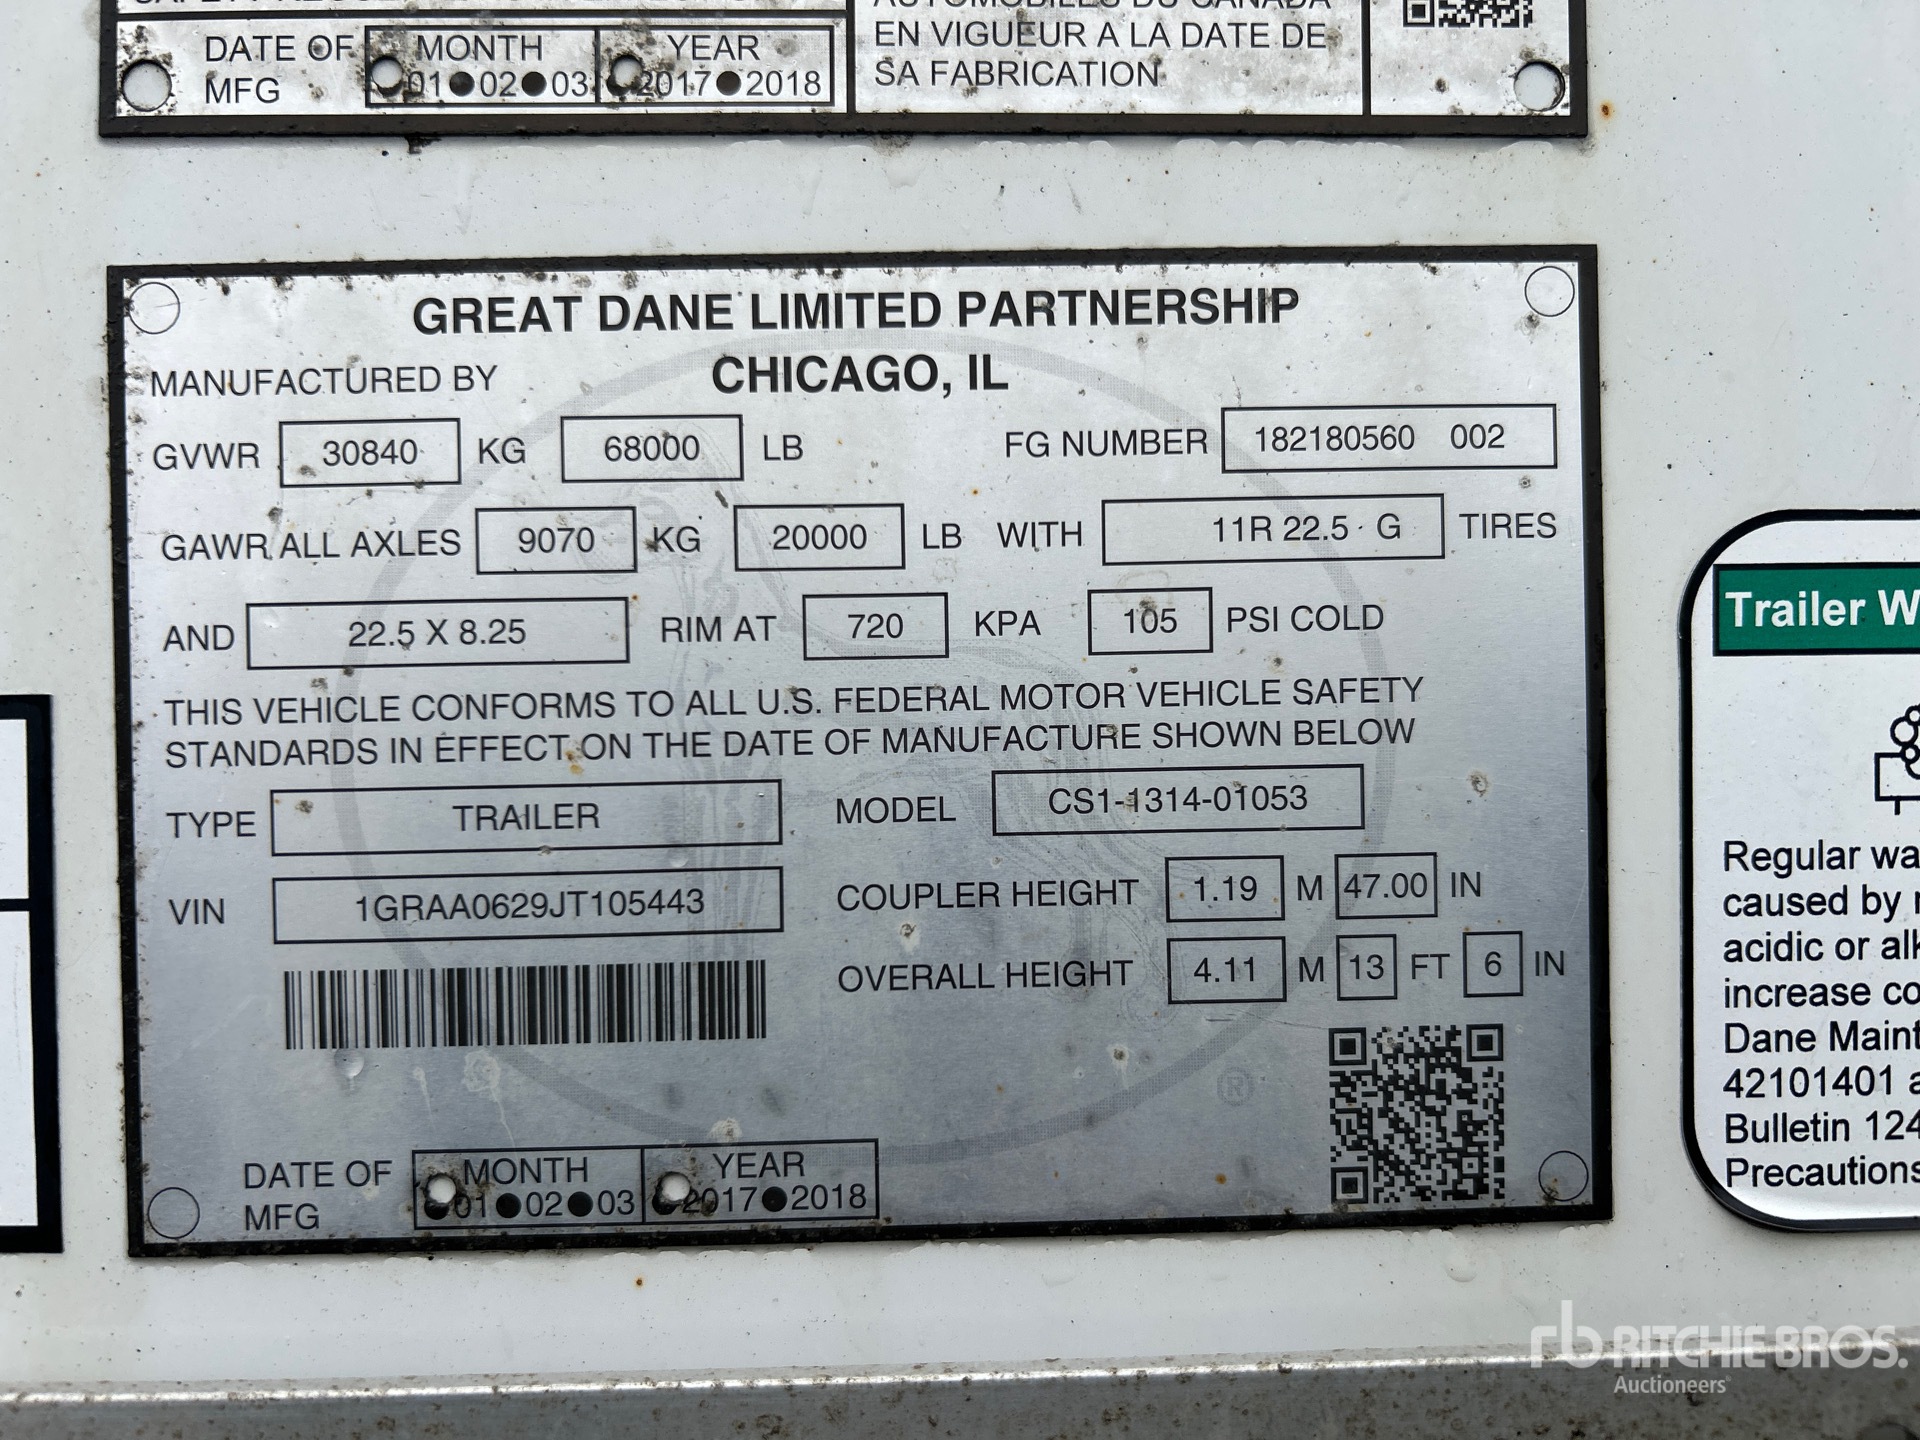 DATE OF MFG
MONTH YEAR
01 02 03 2017 2018
AUTOMOBILES DU CANADA
EN VIGUEUR A LA DATE DE
SA FABRICATION
GREAT DANE LIMITED PARTNERSHIP
MANUFACTURED BY CHICAGO, IL
GVWR 30840 KG 68000 LB FG NUMBER 182180560 002
GAWR ALL AXLES 9070 KG 20000 LB WITH 11R 22.5 G TIRES
AND 22.5 X 8.25 RIM AT 720 KPA 105 PSI COLD
THIS VEHICLE CONFORMS TO ALL U.S. FEDERAL MOTOR VEHICLE SAFETY
STANDARDS IN EFFECT ON THE DATE OF MANUFACTURE SHOWN BELOW
TYPE TRAILER MODEL CS1-1314-01053
VIN 1GRAA0629JT105443 COUPLER HEIGHT 1.19 M 47.00 IN
OVERALL HEIGHT 4.11 M 13 FT 6 IN
®
DATE OF MFG
MONTH YEAR
01 02 03 2017 2018
Trailer W
Regular wa
caused by
acidic or alk
increase co
Dane Maint
42101401 a
Bulletin 124
Precautions
rb RITCHIE BROS.
Auctioneers